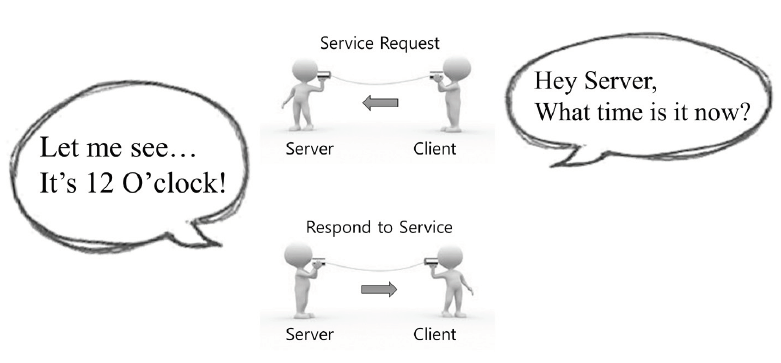 Service Request
Hey Server,
What time is it now?
Server Client
Let me see…
It’s 12 O’clock!
Respond to Service
Server Client